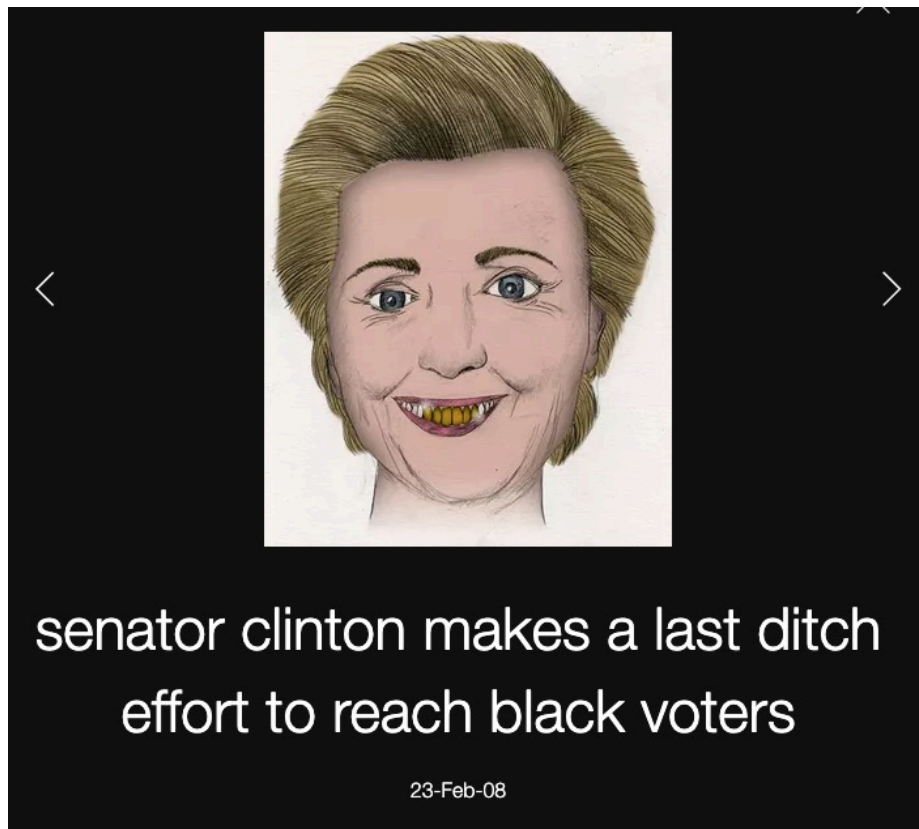 senator clinton makes a last ditch
effort to reach black voters
23-Feb-08